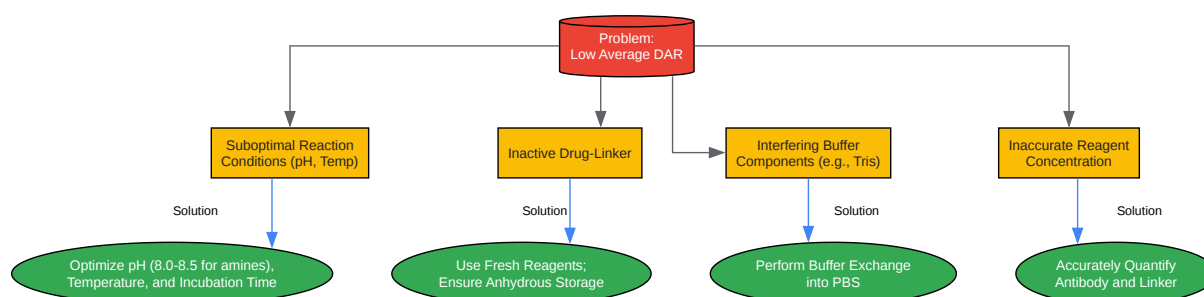 Problem:
Low Average DAR
Suboptimal Reaction
Conditions (pH, Temp)
Inactive Drug-Linker
Interfering Buffer
Components (e.g., Tris)
Inaccurate Reagent
Concentration
Solution
Solution
Solution
Solution
Optimize pH (8.0-8.5 for amines),
Temperature, and Incubation Time
Use Fresh Reagents;
Ensure Anhydrous Storage
Perform Buffer Exchange
into PBS
Accurately Quantify
Antibody and Linker